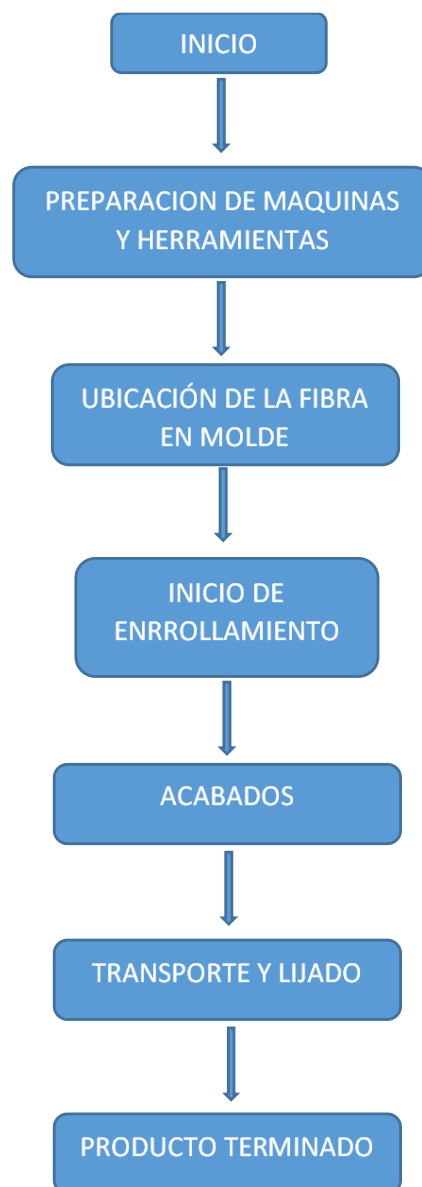 INICIO
PREPARACION DE MAQUINAS
Y HERRAMIENTAS
UBICACIÓN DE LA FIBRA
EN MOLDE
INICIO DE
ENRROLLAMIENTO
ACABADOS
TRANSPORTE Y LIJADO
PRODUCTO TERMINADO